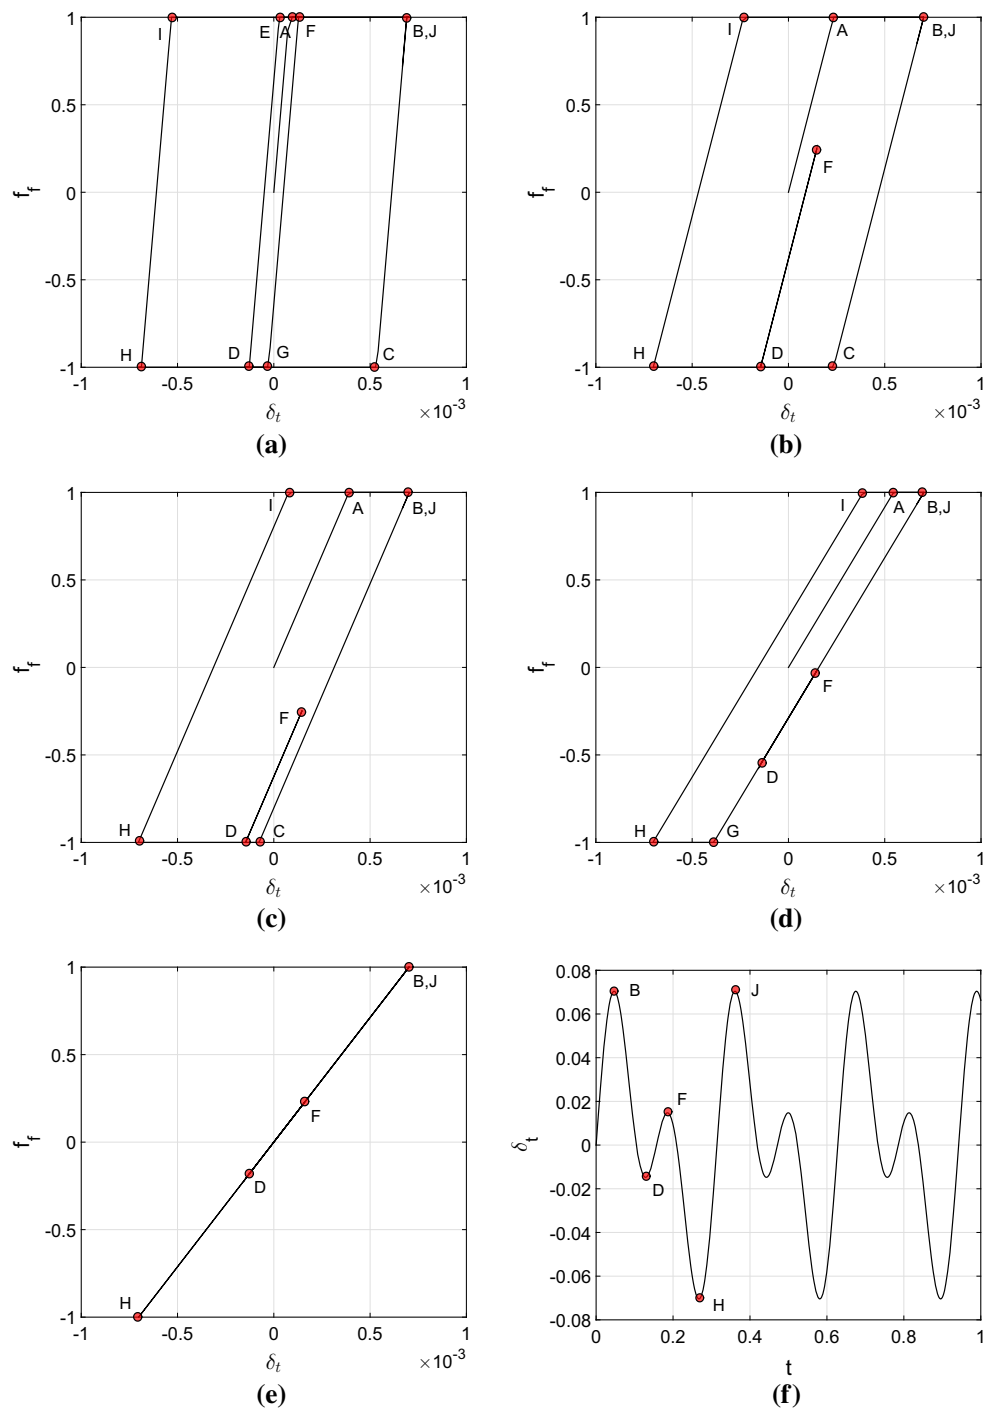 1
0.5
0
-0.5
-1
f_f
I
E
A
F
B,J
H
D
G
C
-1
-0.5
0
0.5
1
δ_t
×10^-3
(a)
1
0.5
0
-0.5
-1
f_f
I
A
B,J
F
H
D
C
-1
-0.5
0
0.5
1
δ_t
×10^-3
(b)
1
0.5
0
-0.5
-1
f_f
I
A
B,J
F
H
D
C
-1
-0.5
0
0.5
1
δ_t
×10^-3
(c)
1
0.5
0
-0.5
-1
f_f
I
A
B,J
F
D
H
G
-1
-0.5
0
0.5
1
δ_t
×10^-3
(d)
1
0.5
0
-0.5
-1
f_f
B,J
F
D
H
-1
-0.5
0
0.5
1
δ_t
×10^-3
(e)
0.08
0.06
0.04
0.02
0
-0.02
-0.04
-0.06
-0.08
δ_t
B
J
F
D
H
0
0.2
0.4
0.6
0.8
1
t
(f)